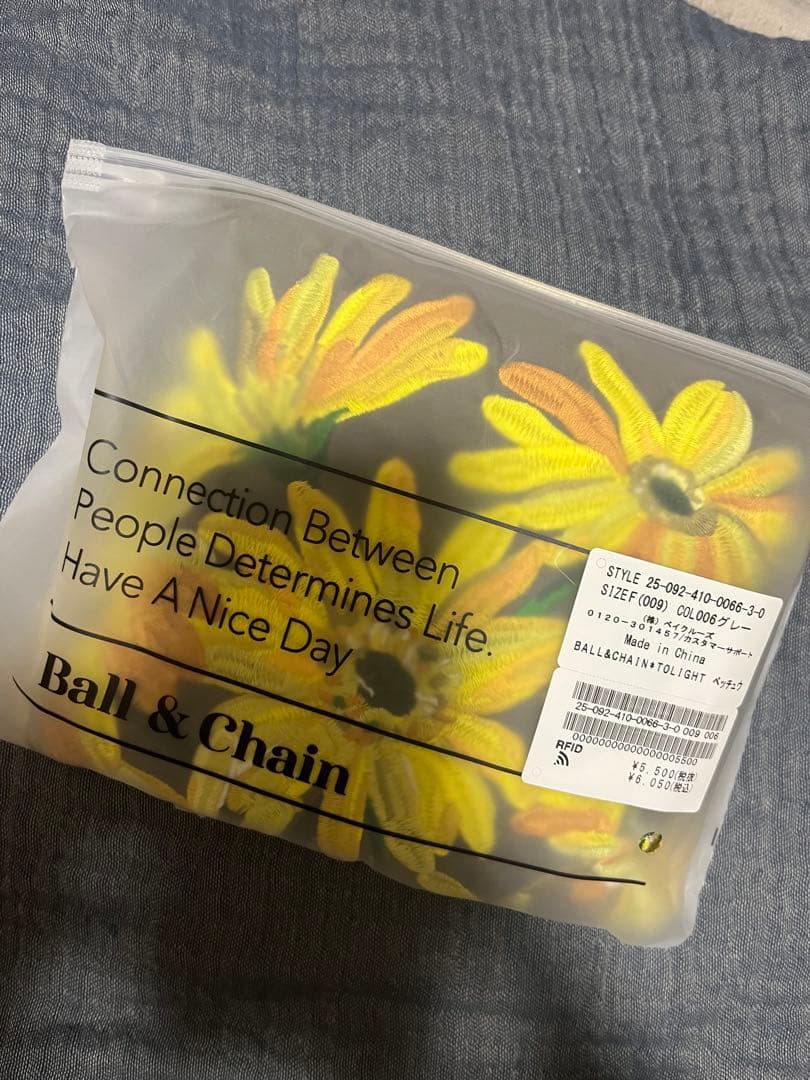 Connection Between
People Determines Life.
Have A Nice Day
Ball & Chain
STYLE 25-092-410-0066-3-0
SIZEF(009) COL006グレー
(株) ベイクルーズ
0120-301457/カスタマーサポート
Made in China
BALL&CHAIN*TOLIGHT ベッチュウ
25-092-410-0066-3-0 009 006
RFID
¥5,500(税抜)
¥6,050(税込)